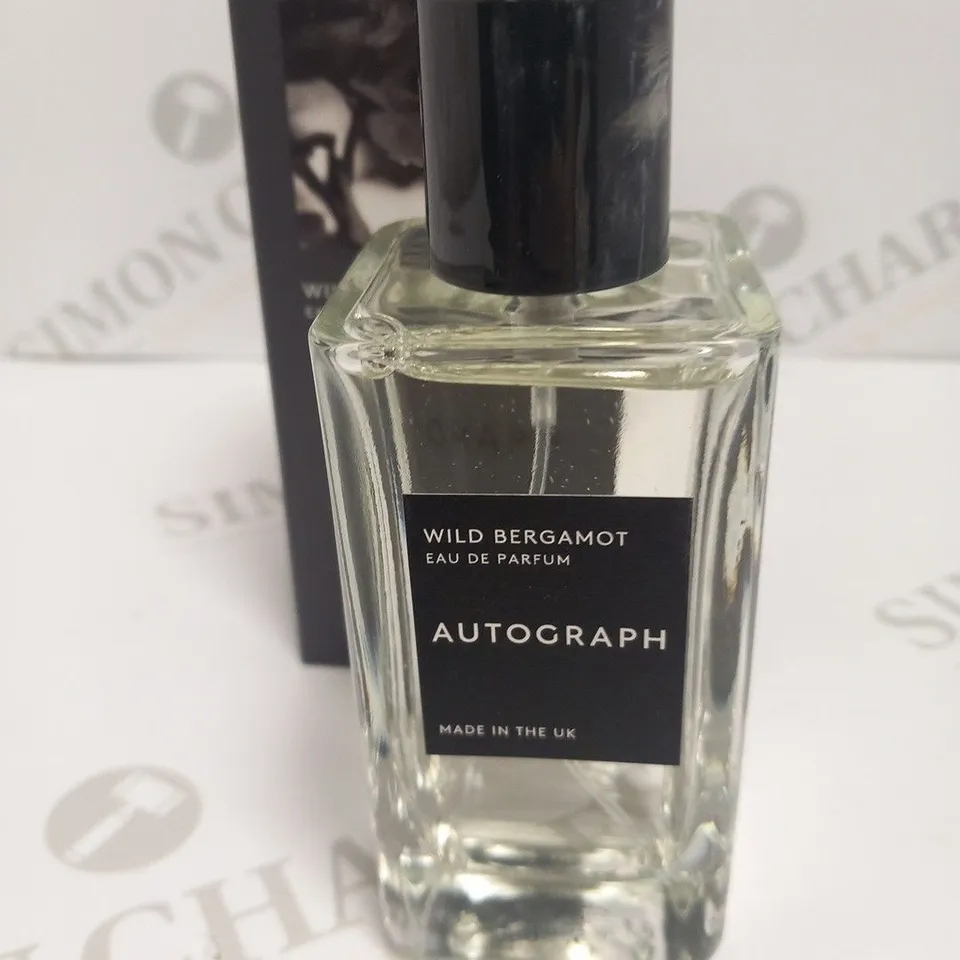 WILD BERGAMOT
EAU DE PARFUM
AUTOGRAPH
MADE IN THE UK